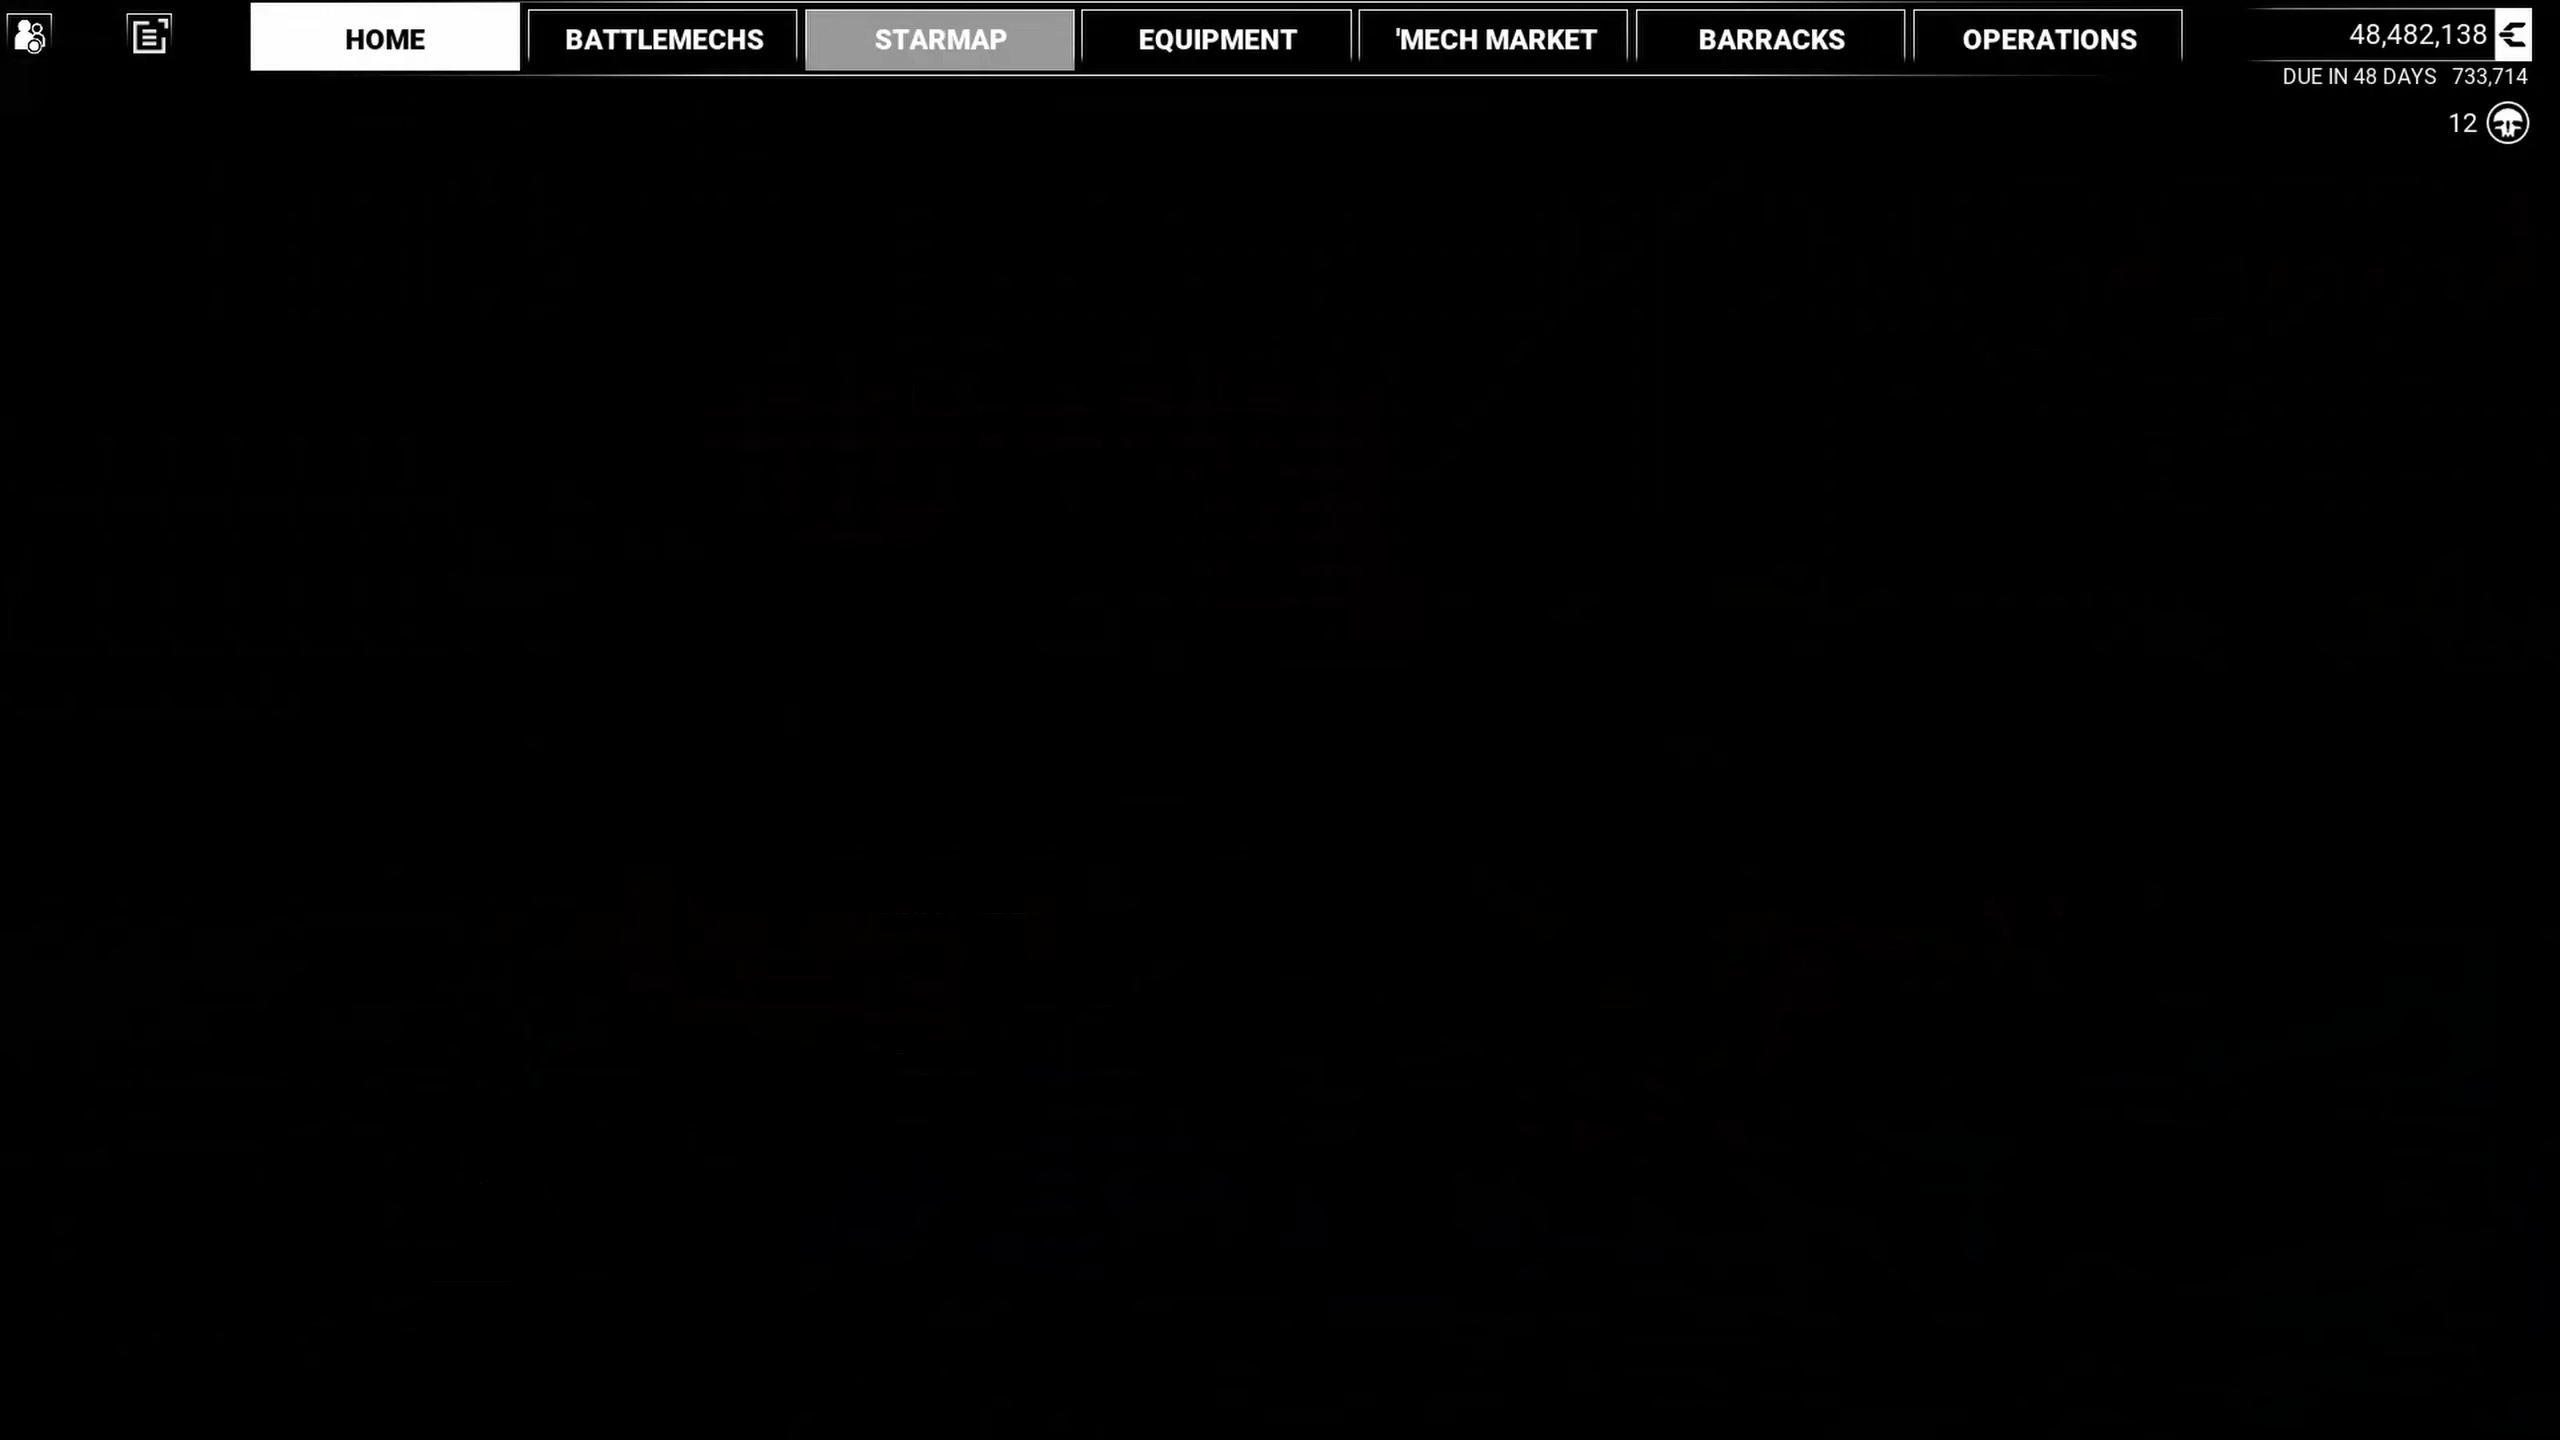 HOME
BATTLEMECHS
STARMAP
EQUIPMENT
'MECH MARKET
BARRACKS
OPERATIONS
48,482,138
DUE IN 48 DAYS 733,714
12